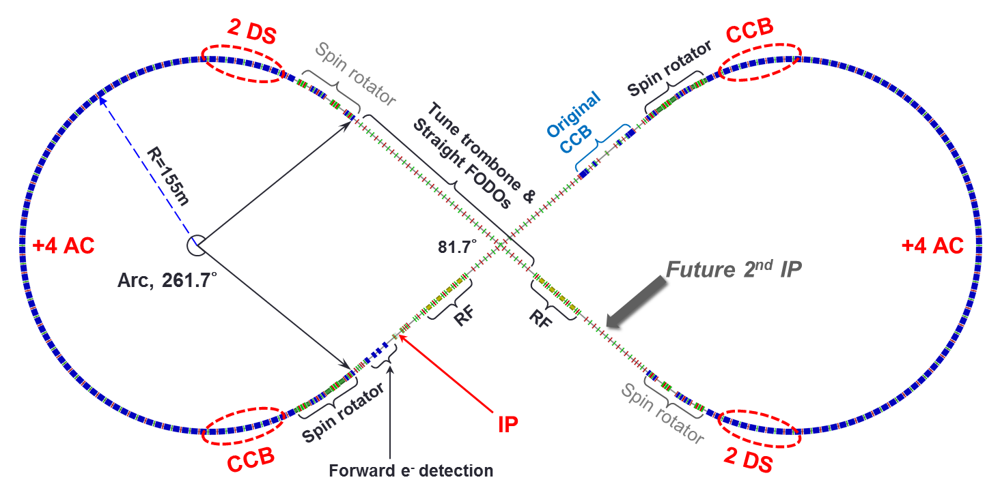 2 DS
CCB
Spin rotator
Spin rotator
Original
CCB
Tune trombone &
Straight FODOs
R=155m
+4 AC
81.7°
+4 AC
Arc, 261.7°
Future 2nd IP
RF
RF
Spin rotator
Spin rotator
IP
CCB
2 DS
Forward e- detection